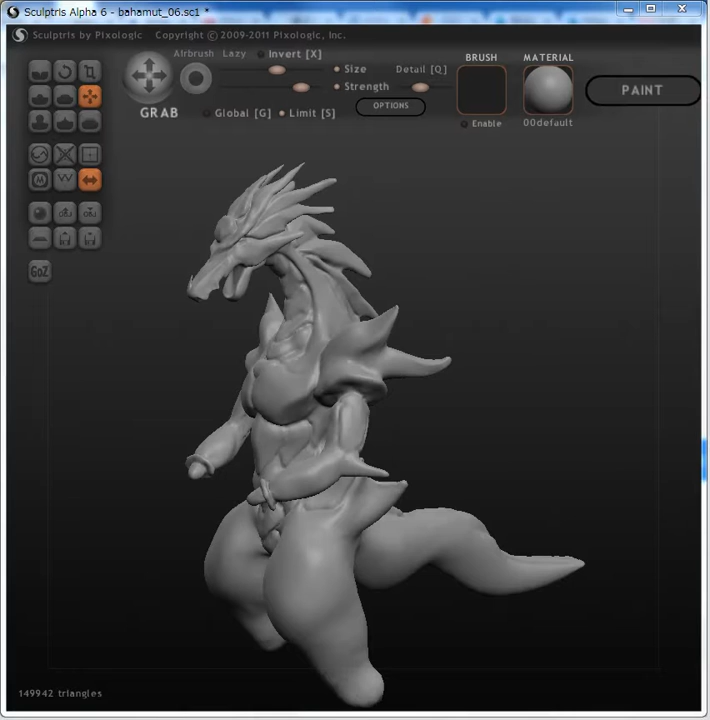 Sculptris Alpha 6 - bahamut_06.sc1 *
Sculptris by Pixologic Copyright © 2009-2011 Pixologic, Inc.
Airbrush Lazy Invert [X]
Size
Strength
Detail [Q]
BRUSH
MATERIAL
PAINT
OPTIONS
GRAB
Global [G] Limit [S]
Enable
00default
GoZ
149942 triangles